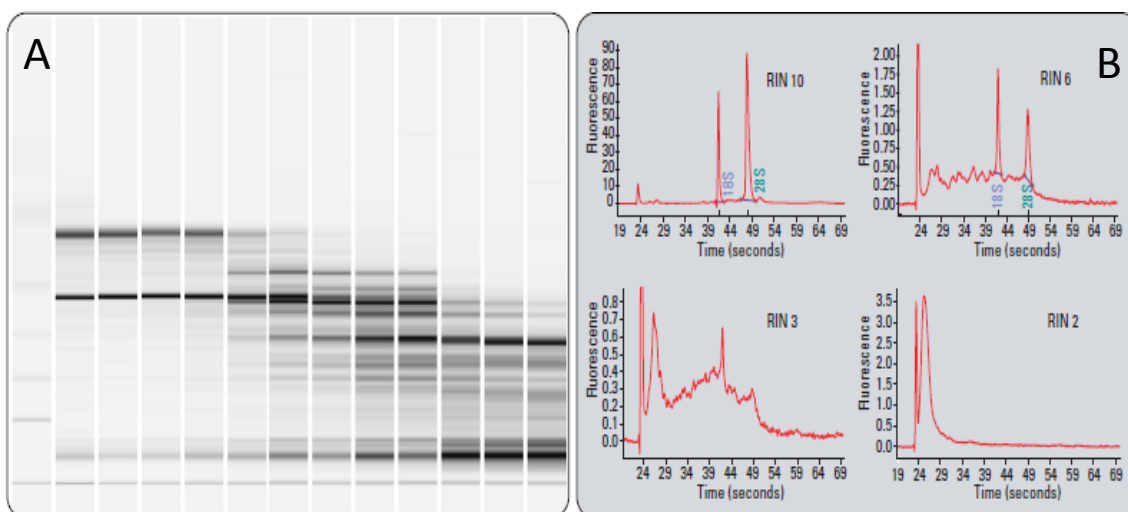 A
B
RIN 10
Fluorescence
90
80
70
60
50
40
30
20
10
0
18S
28S
19 24 29 34 39 44 49 54 59 64 69
Time (seconds)
RIN 6
Fluorescence
2.00
1.75
1.50
1.25
1.00
0.75
0.50
0.25
0.00
18S
28S
24 29 34 39 44 49 54 59 64 69
Time (seconds)
RIN 3
Fluorescence
0.8
0.7
0.6
0.5
0.4
0.3
0.2
0.1
0.0
24 29 34 39 44 49 54 59 64 69
Time (seconds)
RIN 2
Fluorescence
3.5
3.0
2.5
2.0
1.5
1.0
0.5
0.0
19 24 29 34 39 44 49 54 59 64 69
Time (seconds)